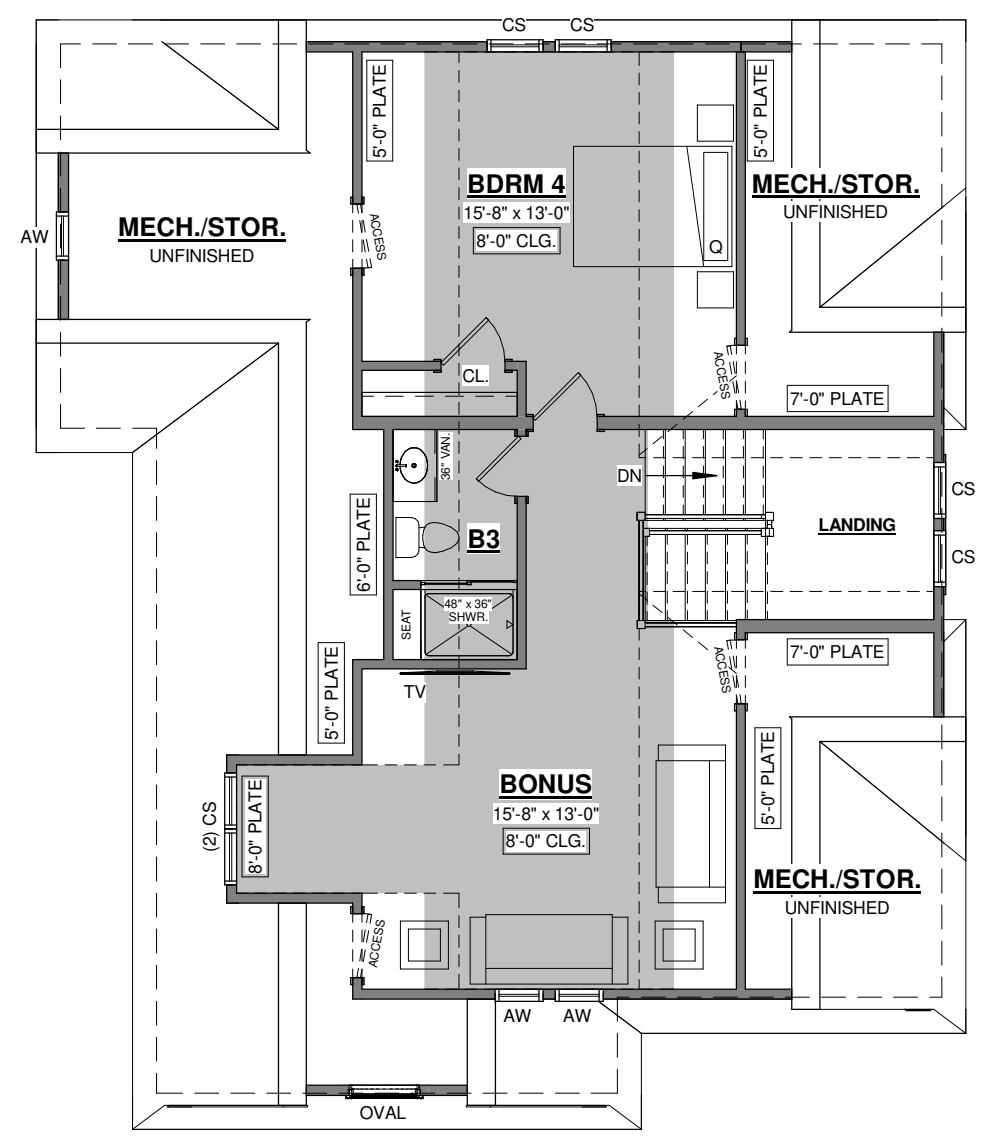 CS
CS
5'-0" PLATE
5'-0" PLATE
BDRM 4
15'-8" x 13'-0"
8'-0" CLG.
Q
MECH./STOR.
UNFINISHED
MECH./STOR.
UNFINISHED
AW
ACCESS
ACCESS
CL.
7'-0" PLATE
36" VAN.
DN
CS
LANDING
B3
6'-0" PLATE
CS
48" x 36"
SHWR.
SEAT
7'-0" PLATE
ACCESS
TV
5'-0" PLATE
5'-0" PLATE
BONUS
15'-8" x 13'-0"
8'-0" CLG.
(2) CS
8'-0" PLATE
MECH./STOR.
UNFINISHED
ACCESS
AW
AW
OVAL